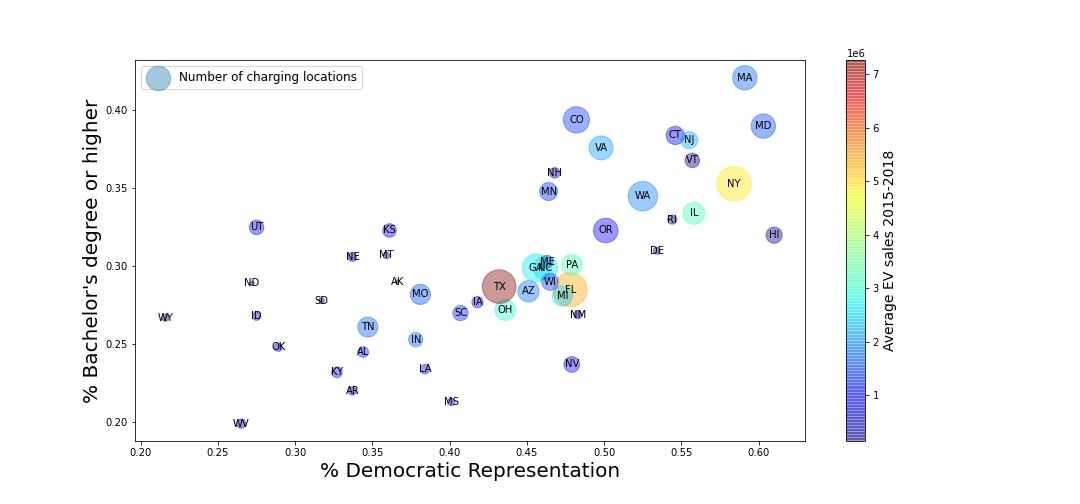 1e6
Number of charging locations
MA
CO
MD
CT
NJ
VA
VT
NH
MN
NY
WA
IL
RI
UT
KS
OR
HI
DE
MT
NE
ME
GA
NC
PA
ND
AK
WI
TX
FL
AZ
MO
MI
SD
IA
OH
SC
NM
WY
ID
TN
IN
OK
AL
NV
LA
KY
AR
MS
WV
0.40
0.35
0.30
0.25
0.20
% Bachelor's degree or higher
0.20 0.25 0.30 0.35 0.40 0.45 0.50 0.55 0.60
% Democratic Representation
7
6
5
4
3
2
1
Average EV sales 2015-2018